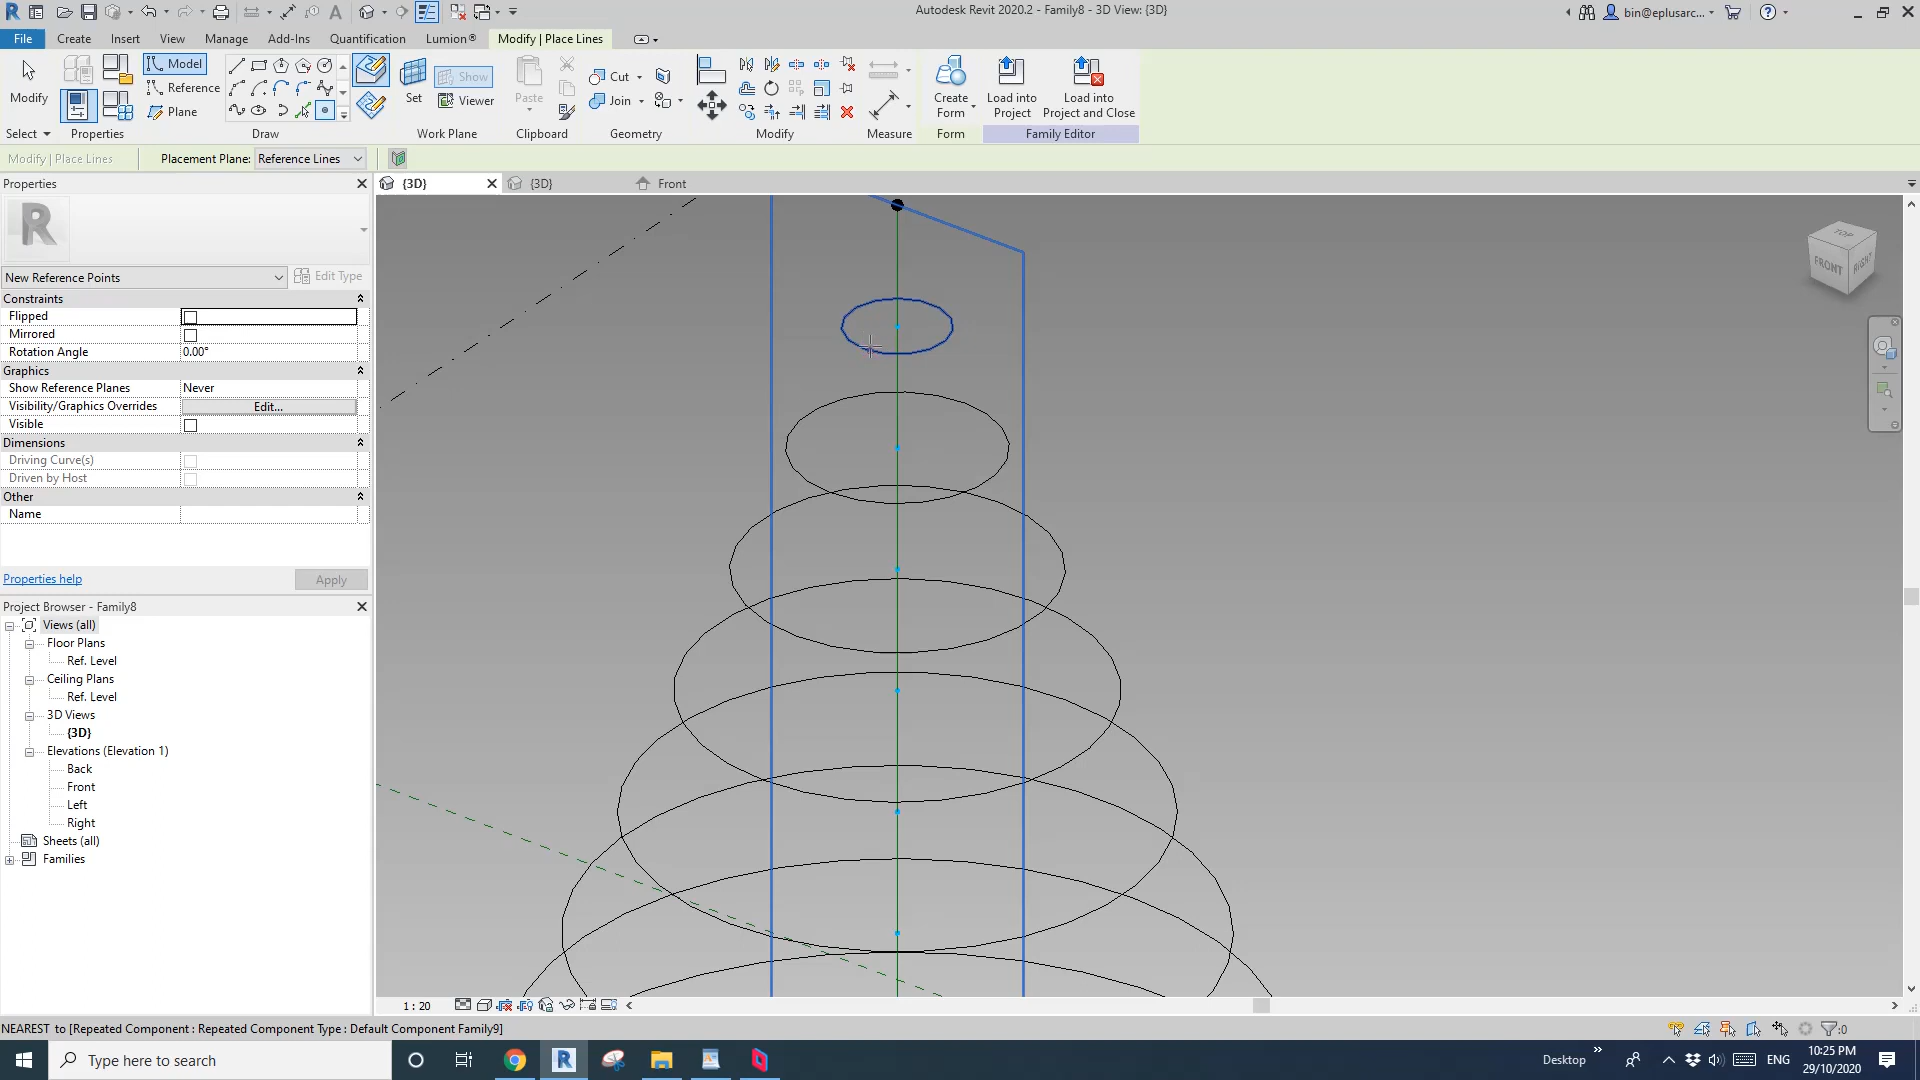 Autodesk Revit 2020.2 - Family8 - 3D View: {3D}
bin@eplusarc...
File Create Insert View Manage Add-Ins Quantification Lumion® Modify | Place Lines
Modify
Model
Reference
Plane
Set
Show
Viewer
Paste
Cut
Join
Create
Form
Load into
Project
Load into
Project and Close
Select Properties Draw Work Plane Clipboard Geometry Modify Measure Form Family Editor
Modify | Place Lines Placement Plane: Reference Lines
Properties
{3D} {3D} Front
New Reference Points Edit Type
Constraints
Flipped
Mirrored
Rotation Angle 0.00°
Graphics
Show Reference Planes Never
Visibility/Graphics Overrides Edit...
Visible
Dimensions
Driving Curve(s)
Driven by Host
Other
Name
Properties help Apply
Project Browser - Family8
Views (all)
Floor Plans
Ref. Level
Ceiling Plans
Ref. Level
3D Views
{3D}
Elevations (Elevation 1)
Back
Front
Left
Right
Sheets (all)
Families
TOP
FRONT
RIGHT
1 : 20
NEAREST to [Repeated Component : Repeated Component Type : Default Component Family9]
:0
Type here to search
Desktop
ENG
10:25 PM
29/10/2020